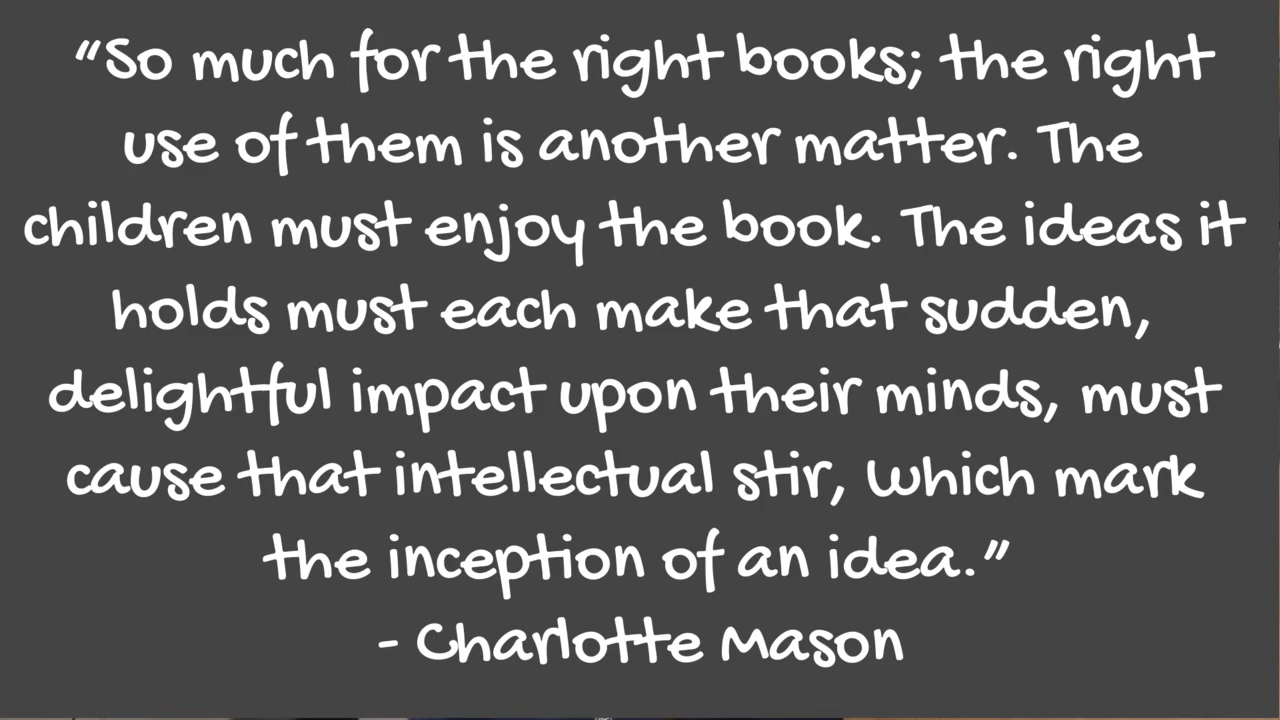 “So much for the right books; the right
use of them is another matter. The
children must enjoy the book. The ideas it
holds must each make that sudden,
delightful impact upon their minds, must
cause that intellectual stir, which mark
the inception of an idea.”
- Charlotte Mason